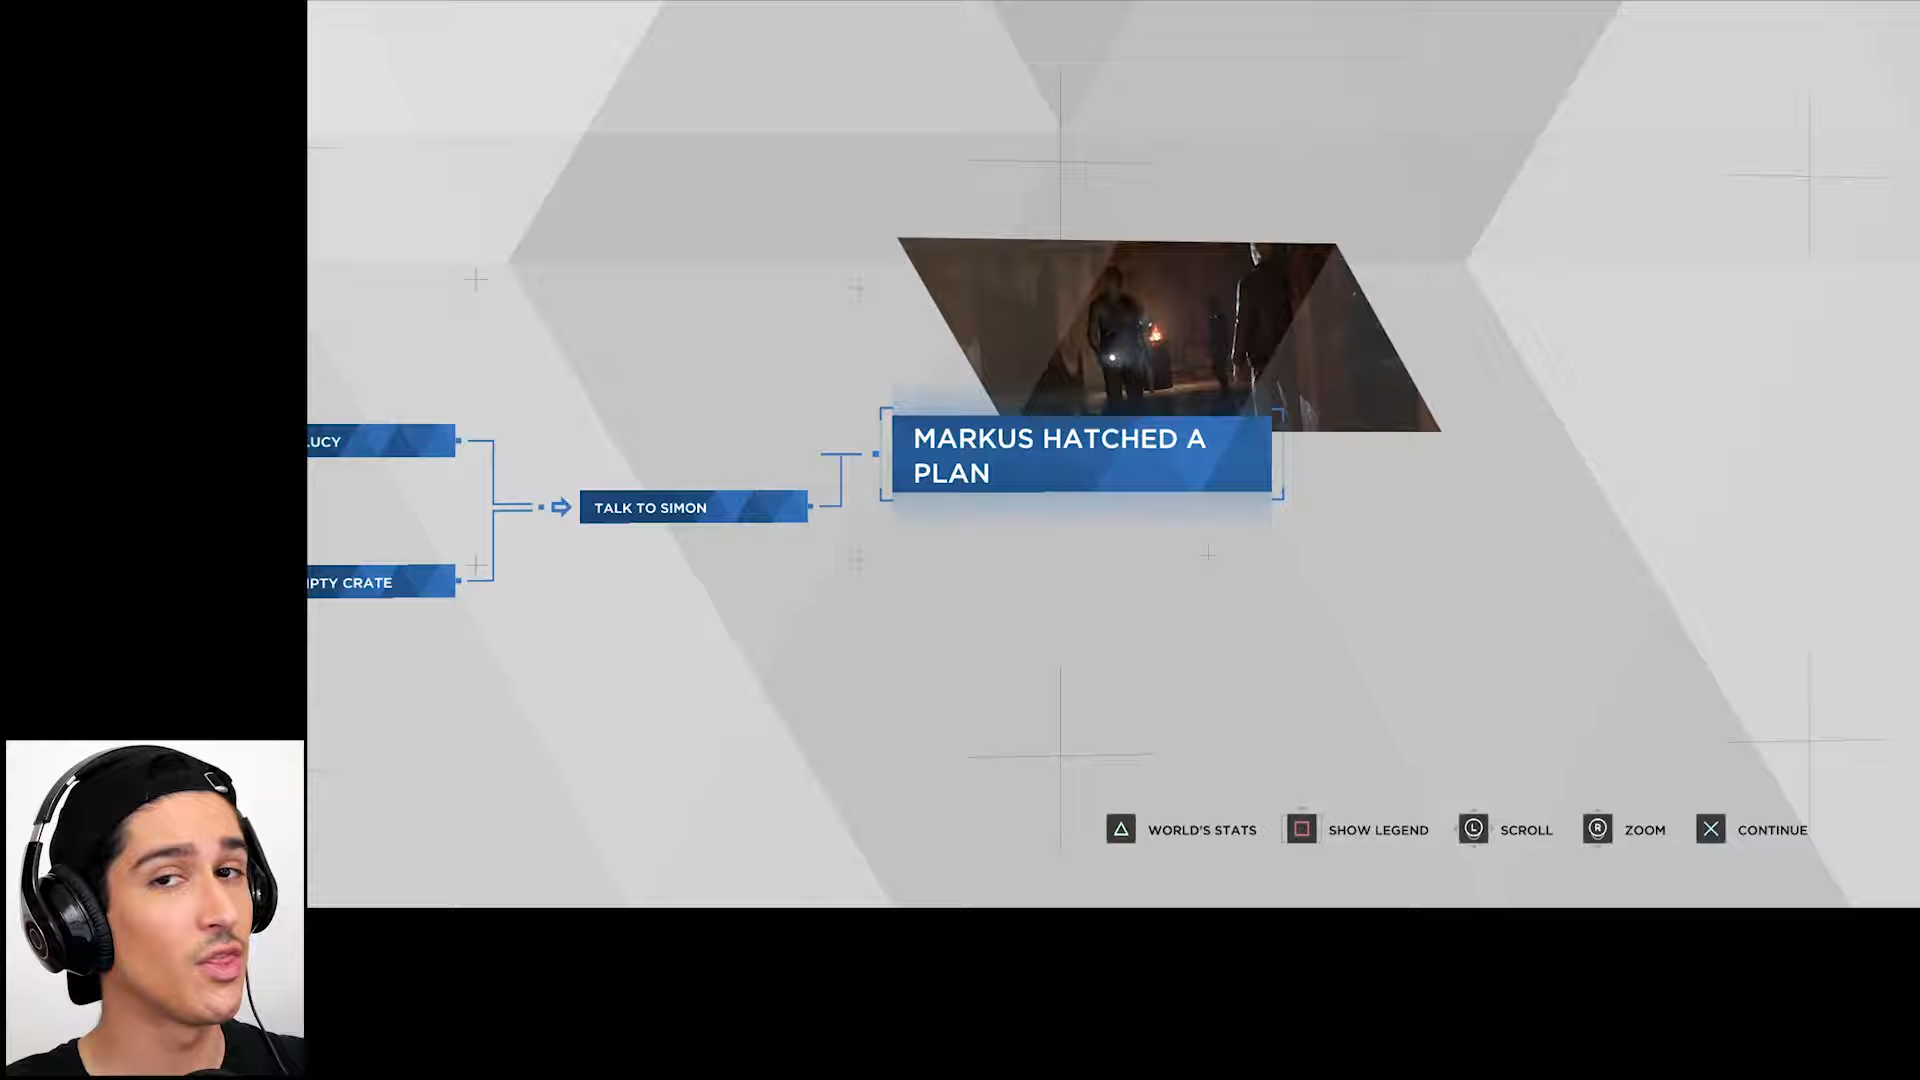 LUCY
TALK TO SIMON
MARKUS HATCHED A
PLAN
PTY CRATE
WORLD'S STATS
SHOW LEGEND
L
SCROLL
R
ZOOM
CONTINUE